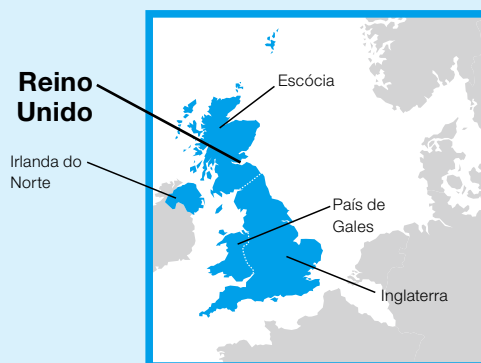 Reino
Unido
Escócia
Irlanda do
Norte
País de
Gales
Inglaterra